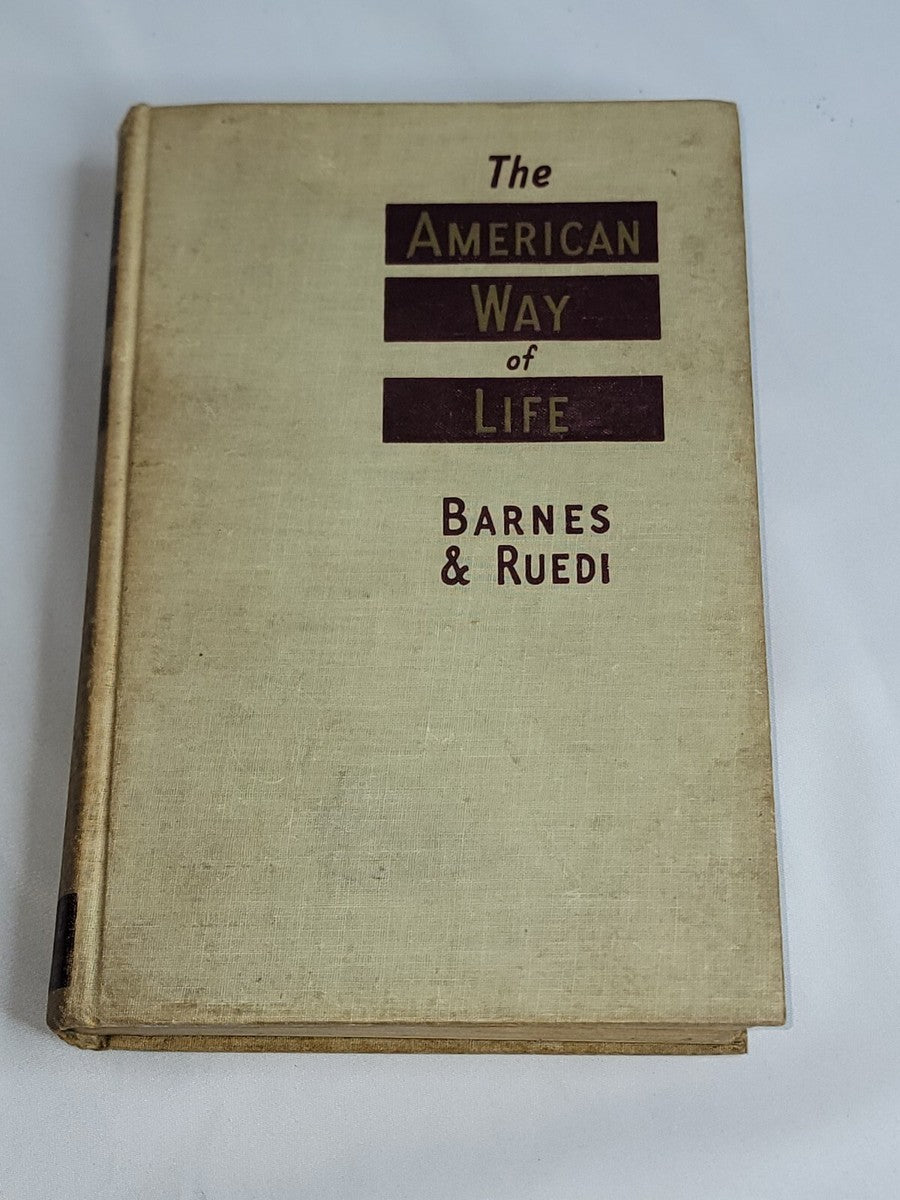 The
AMERICAN
WAY
of
LIFE
BARNES
& RUEDI